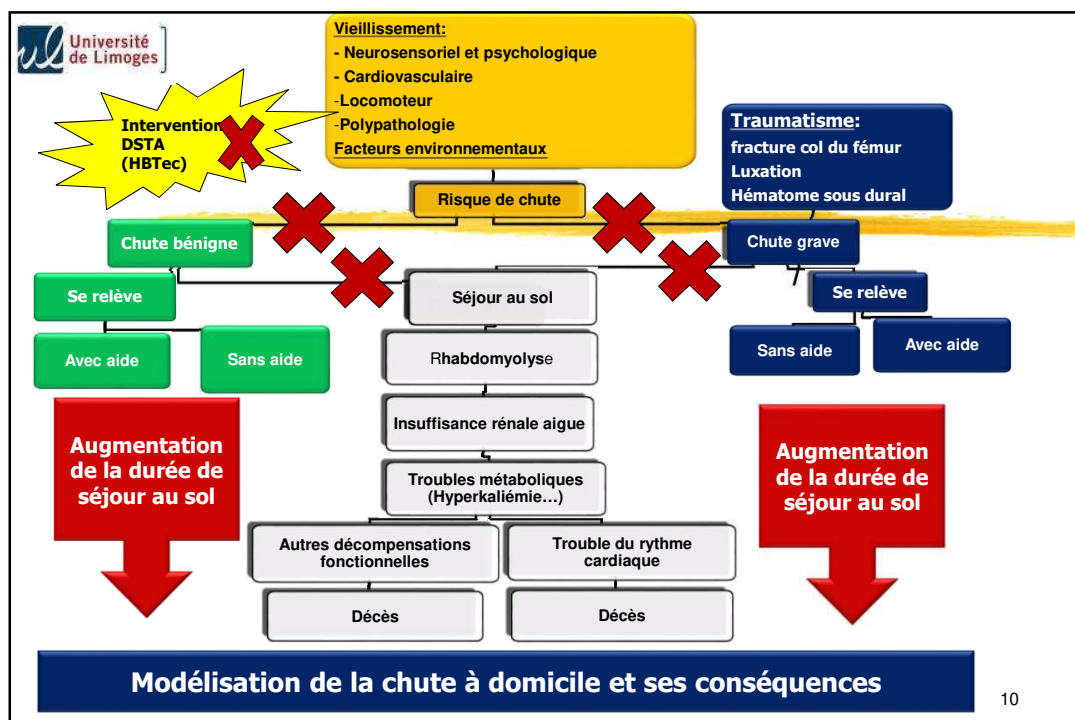 Université
de Limoges
Vieillissement:
- Neurosensoriel et psychologique
- Cardiovasculaire
-Locomoteur
-Polypathologie
Facteurs environnementaux
Intervention
DSTA
(HBTec)
Traumatisme:
fracture col du fémur
Luxation
Hématome sous dural
Risque de chute
Chute bénigne
Chute grave
Se relève
Séjour au sol
Se relève
Avec aide
Sans aide
Rhabdomyolyse
Sans aide
Avec aide
Insuffisance rénale aigue
Augmentation
de la durée de
séjour au sol
Augmentation
de la durée de
séjour au sol
Troubles métaboliques
(Hyperkaliémie…)
Autres décompensations
fonctionnelles
Trouble du rythme
cardiaque
Décès
Décès
Modélisation de la chute à domicile et ses conséquences
10